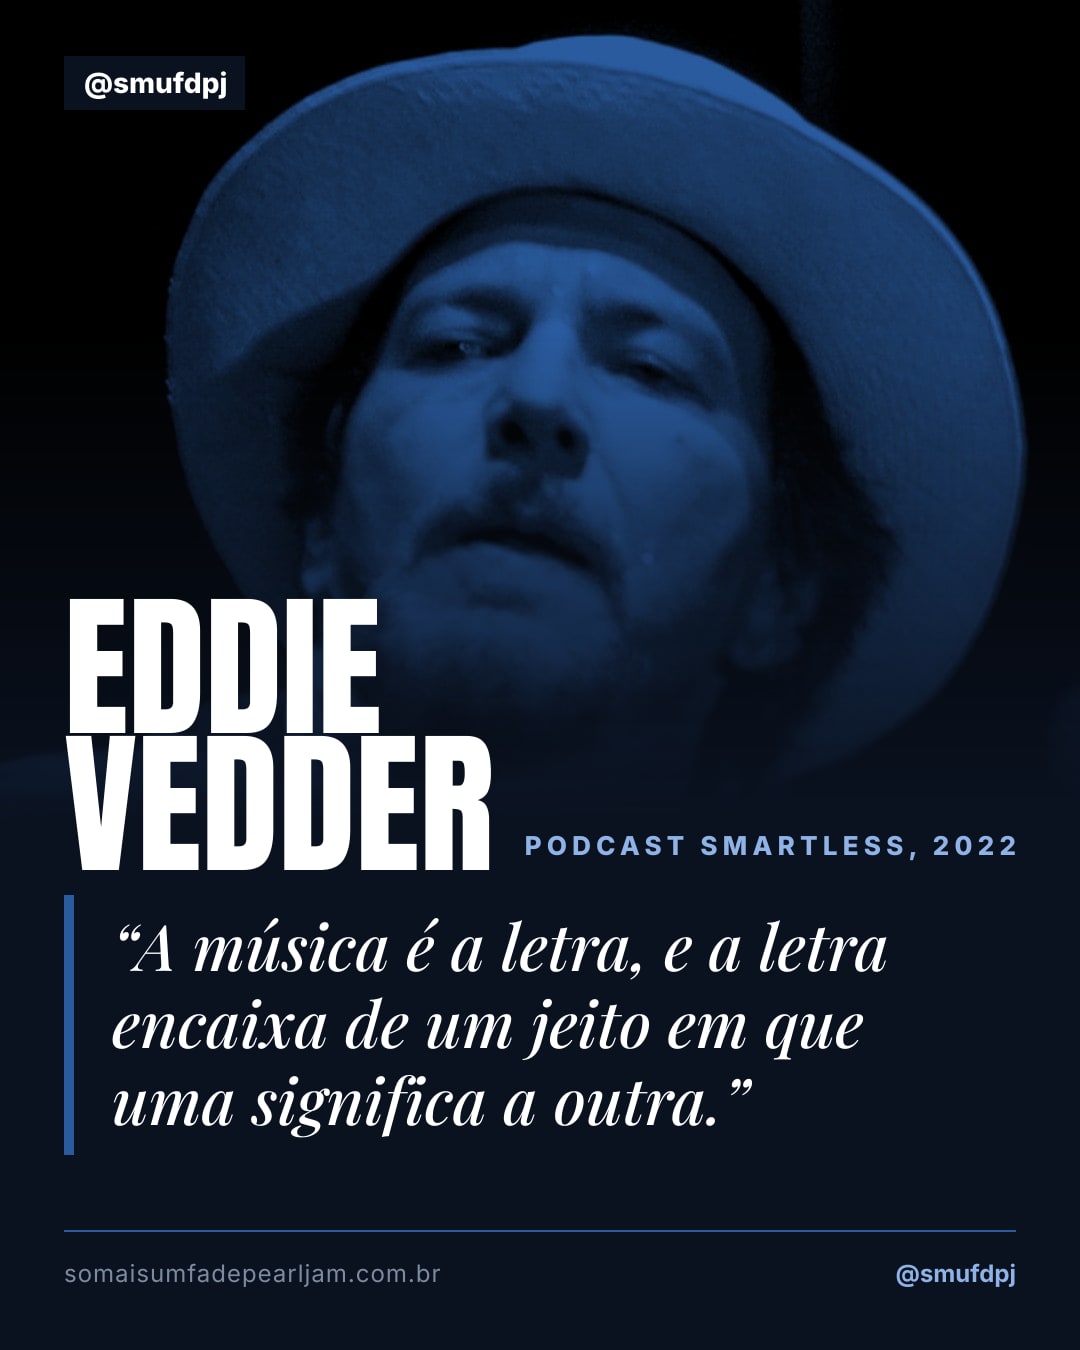 @smufdpj
EDDIE
VEDDER
PODCAST SMARTLESS, 2022
“A música é a letra, e a letra
encaixa de um jeito em que
uma significa a outra.”
somaisumfadepearljam.com.br
@smufdpj